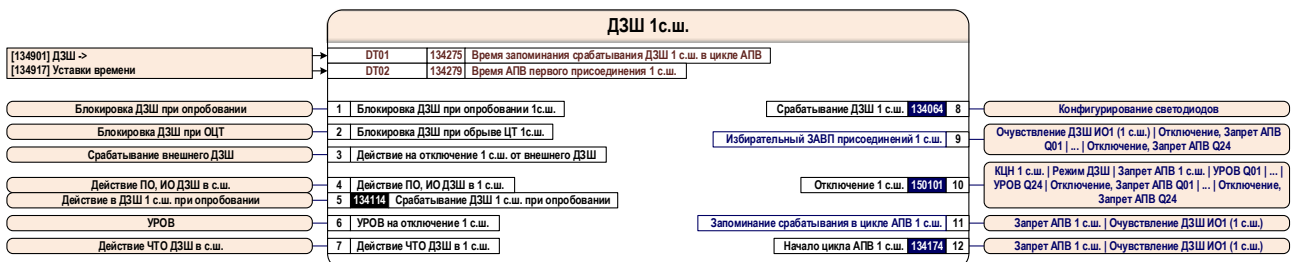 ДЗШ 1с.ш.
[134901] ДЗШ ->
[134917] Уставки времени
DT01 134275 Время запоминания срабатывания ДЗШ 1 с.ш. в цикле АПВ
DT02 134279 Время АПВ первого присоединения 1 с.ш.
Блокировка ДЗШ при опробовании 1 Блокировка ДЗШ при опробовании 1с.ш.
Блокировка ДЗШ при ОЦТ 2 Блокировка ДЗШ при обрыве ЦТ 1с.ш.
Срабатывание внешнего ДЗШ 3 Действие на отключение 1 с.ш. от внешнего ДЗШ
Действие ПО, ИО ДЗШ в с.ш. 4 Действие ПО, ИО ДЗШ в 1 с.ш.
Действие в ДЗШ 1 с.ш. при опробовании 5 134114 Срабатывание ДЗШ 1 с.ш. при опробовании
УРОВ 6 УРОВ на отключение 1 с.ш.
Действие ЧТО ДЗШ в с.ш. 7 Действие ЧТО ДЗШ в 1 с.ш.
Срабатывание ДЗШ 1 с.ш. 134064 8 Конфигурирование светодиодов
Избирательный ЗАВП присоединений 1 с.ш. 9 Очувствление ДЗШ ИО1 (1 с.ш.) | Отключение, Запрет АПВ
Q01 | ... | Отключение, Запрет АПВ Q24
Отключение 1 с.ш. 150101 10 КЦН 1 с.ш. | Режим ДЗШ | Запрет АПВ 1 с.ш. | УРОВ Q01 | ... |
УРОВ Q24 | Отключение, Запрет АПВ Q01 | ... | Отключение,
Запрет АПВ Q24
Запоминание срабатывания в цикле АПВ 1 с.ш. 11 Запрет АПВ 1 с.ш. | Очувствление ДЗШ ИО1 (1 с.ш.)
Начало цикла АПВ 1 с.ш. 134174 12 Запрет АПВ 1 с.ш. | Очувствление ДЗШ ИО1 (1 с.ш.)